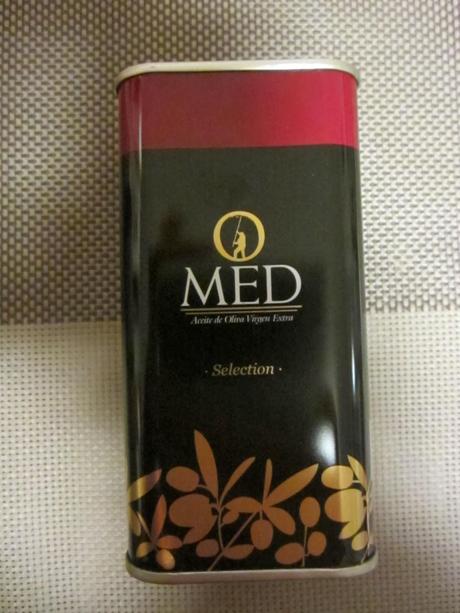 O
MED
Aceite de Oliva Virgen Extra
· Selection ·